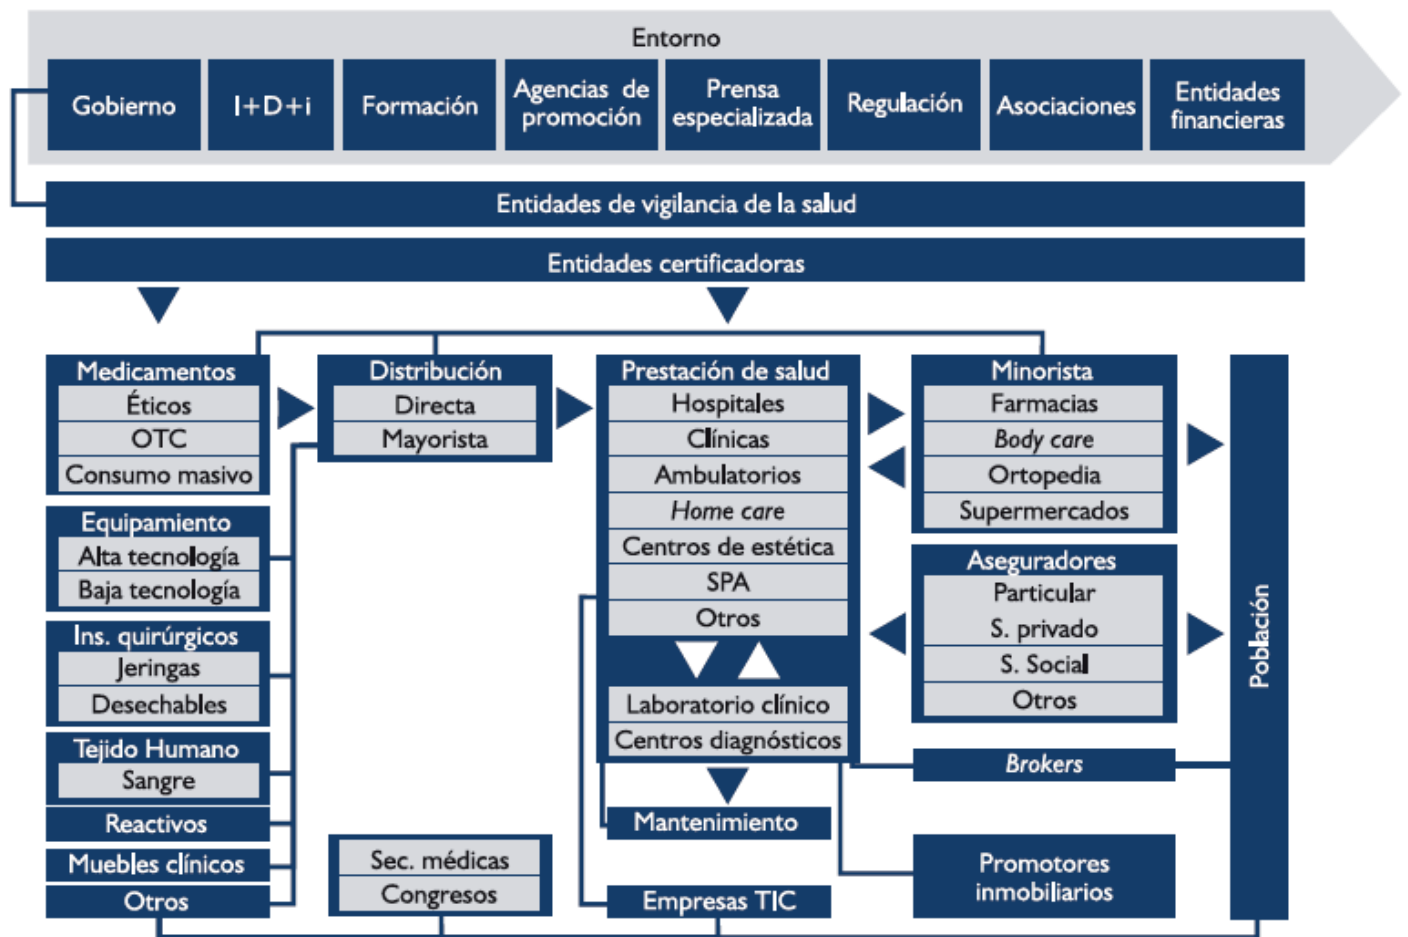 Entorno
Gobierno
I+D+i
Formación
Agencias de
promoción
Prensa
especializada
Regulación
Asociaciones
Entidades
financieras
Entidades de vigilancia de la salud
Entidades certificadoras
Medicamentos
Éticos
OTC
Consumo masivo
Equipamiento
Alta tecnología
Baja tecnología
Ins. quirúrgicos
Jeringas
Desechables
Tejido Humano
Sangre
Reactivos
Muebles clínicos
Otros
Distribución
Directa
Mayorista
Sec. médicas
Congresos
Prestación de salud
Hospitales
Clínicas
Ambulatorios
Home care
Centros de estética
SPA
Otros
Laboratorio clínico
Centros diagnósticos
Mantenimiento
Empresas TIC
Minorista
Farmacias
Body care
Ortopedia
Supermercados
Aseguradores
Particular
S. privado
S. Social
Otros
Brokers
Promotores
inmobiliarios
Población